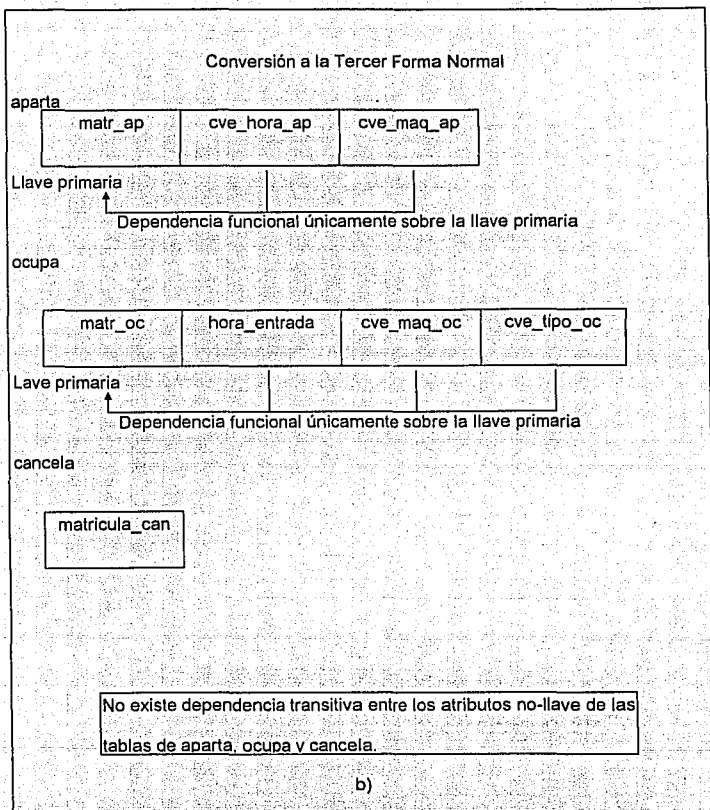 Conversión a la Tercer Forma Normal
aparta
matr_ap cve_hora_ap cve_maq_ap
Llave primaria
Dependencia funcional únicamente sobre la llave primaria
ocupa
matr_oc hora_entrada cve_maq_oc cve_tipo_oc
Lave primaria
Dependencia funcional únicamente sobre la llave primaria
cancela
matricula_can
No existe dependencia transitiva entre los atributos no-llave de las
tablas de aparta, ocupa y cancela.
b)